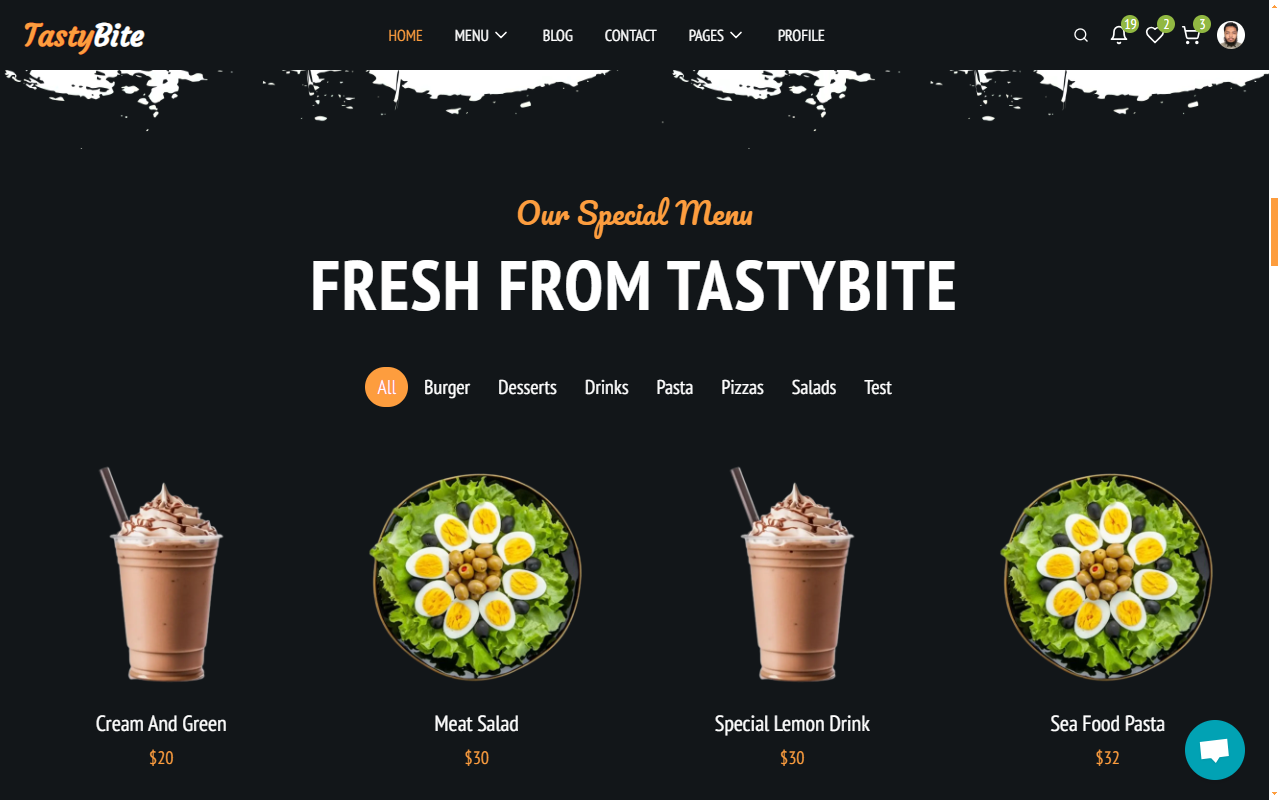 TastyBite
HOME MENU BLOG CONTACT PAGES PROFILE
19 2 3
Our Special Menu
FRESH FROM TASTYBITE
All Burger Desserts Drinks Pasta Pizzas Salads Test
Cream And Green Meat Salad Special Lemon Drink Sea Food Pasta
$20 $30 $30 $32